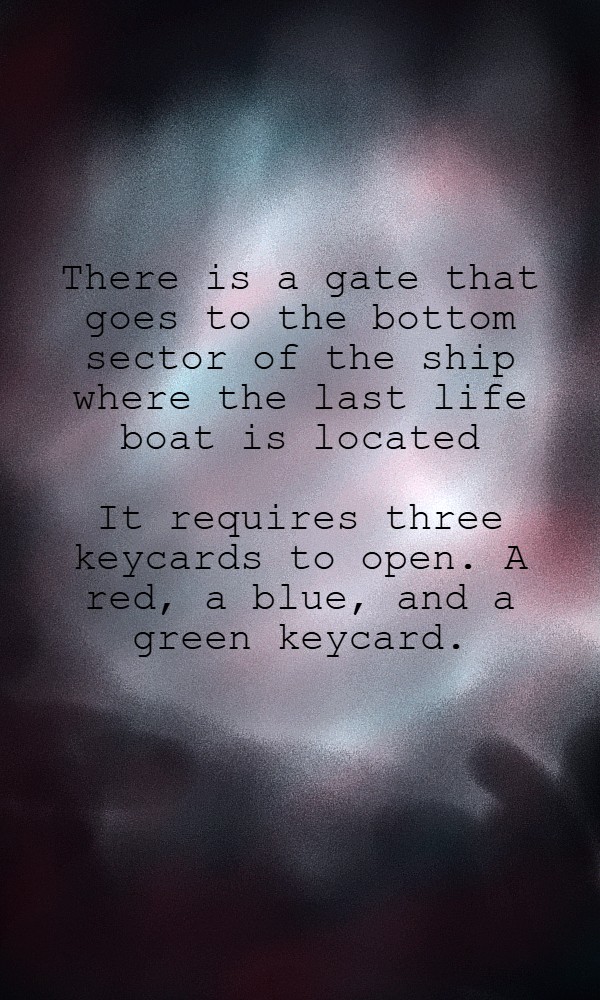 There is a gate that
goes to the bottom
sector of the ship
where the last life
boat is located
It requires three
keycards to open. A
red, a blue, and a
green keycard.